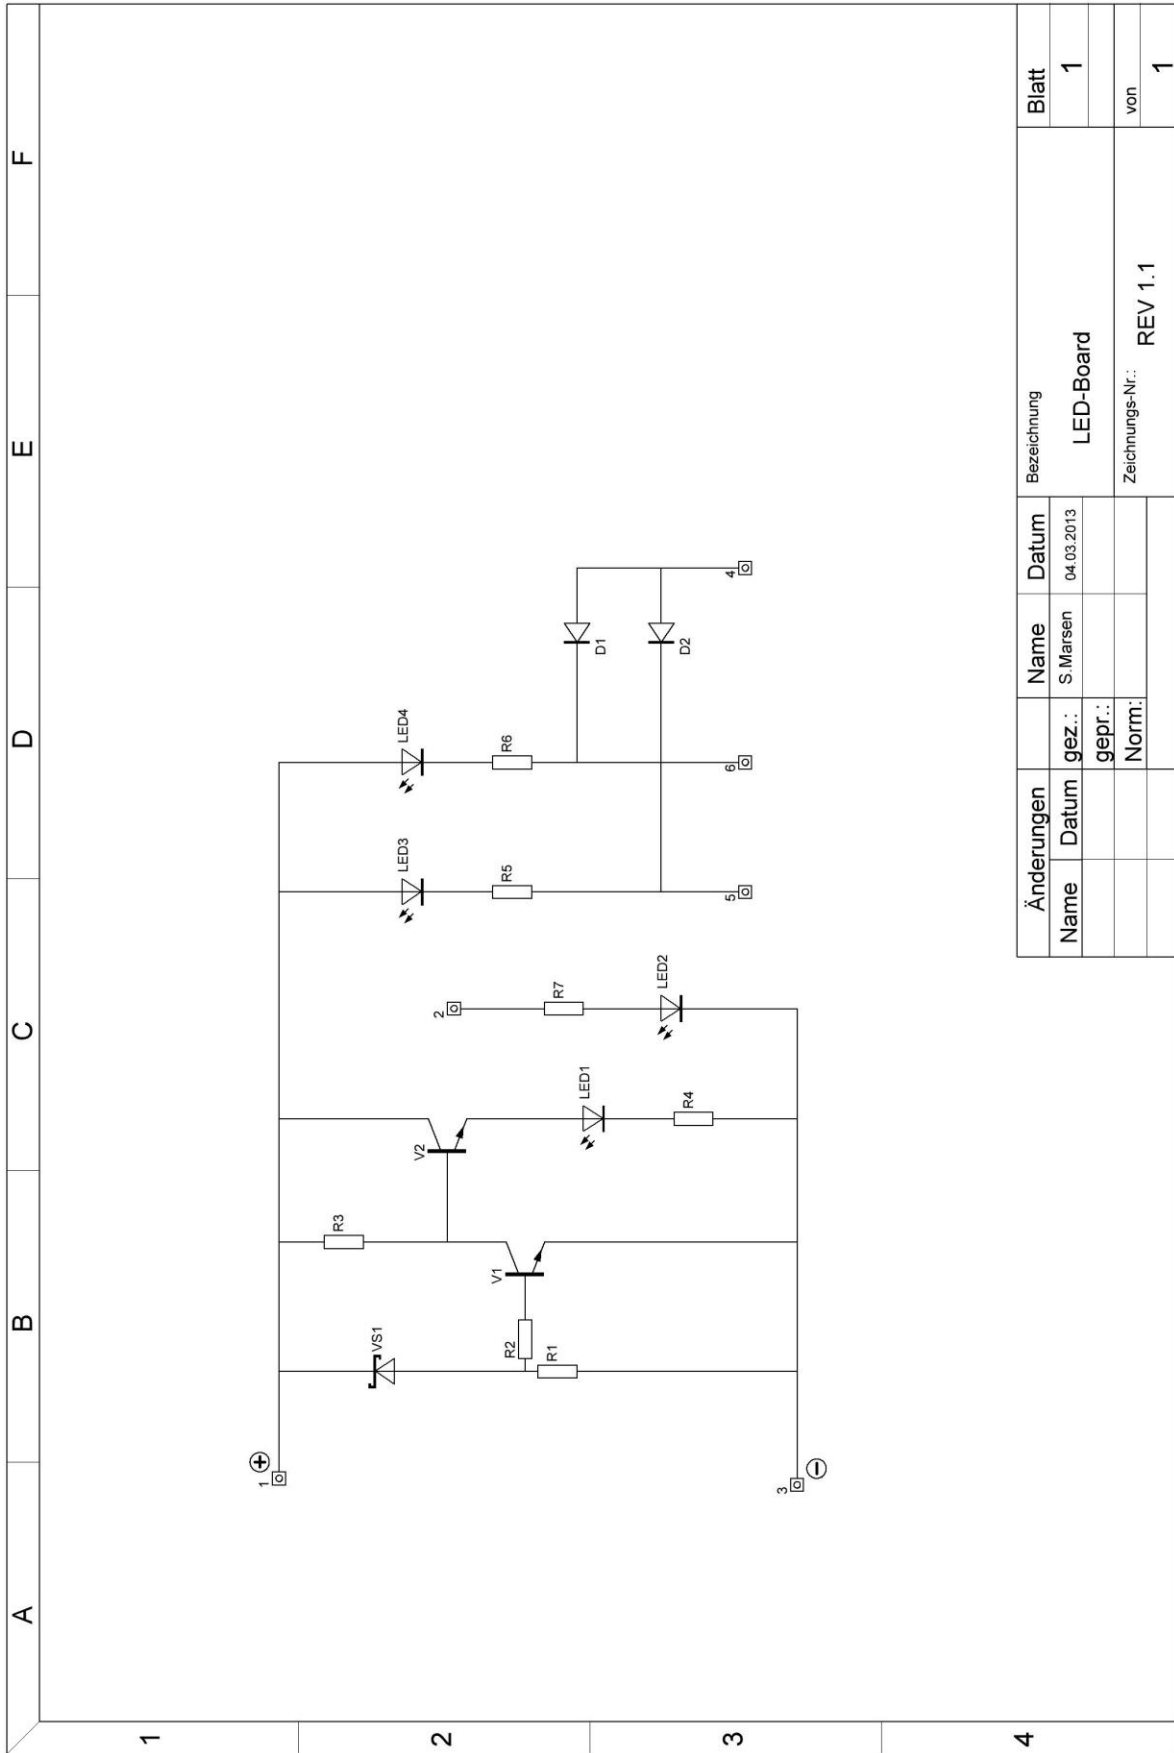 A B C D E F
1
2
3
4
1 +
3 -
VS1
R1
R2
V1
R3
V2
LED1
R4
2
R7
LED2
LED3
R5
5
LED4
R6
6
D1
D2
4
Änderungen
Name Datum
Name Datum
gez.: S.Marsen 04.03.2013
gepr.:
Norm:
Bezeichnung
LED-Board
Zeichnungs-Nr.:
REV 1.1
Blatt
1
von
1